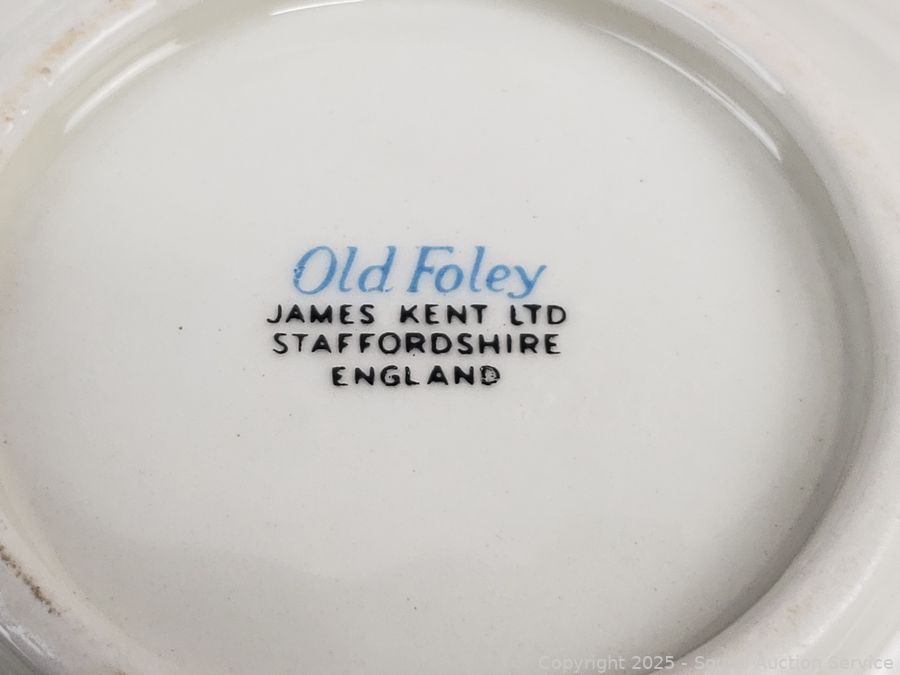 Old Foley
JAMES KENT LTD
STAFFORDSHIRE
ENGLAND
Copyright 2025 - Sound Auction Service